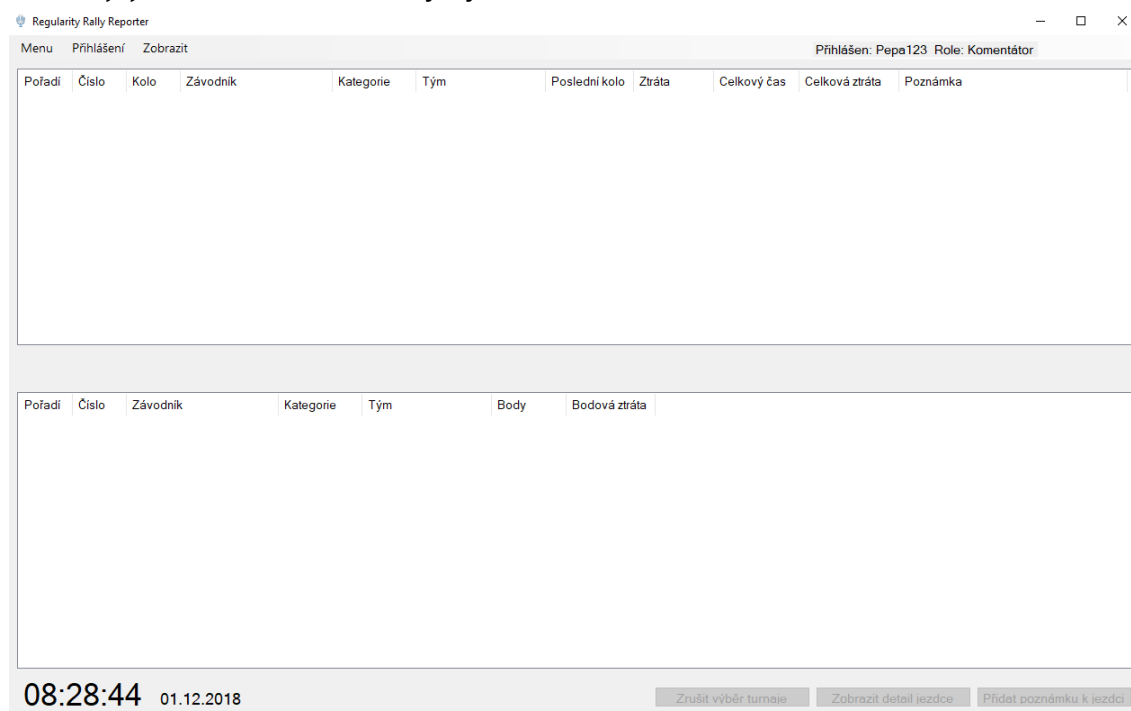 Regularity Rally Reporter
Menu Přihlášení Zobrazit Přihlášen: Pepa123 Role: Komentátor
Pořadí Číslo Kolo Závodník Kategorie Tým Poslední kolo Ztráta Celkový čas Celková ztráta Poznámka
Pořadí Číslo Závodník Kategorie Tým Body Bodová ztráta
08:28:44 01.12.2018 Zrušit výběr turnaje Zobrazit detail jezdce Přidat poznámku k jezdci